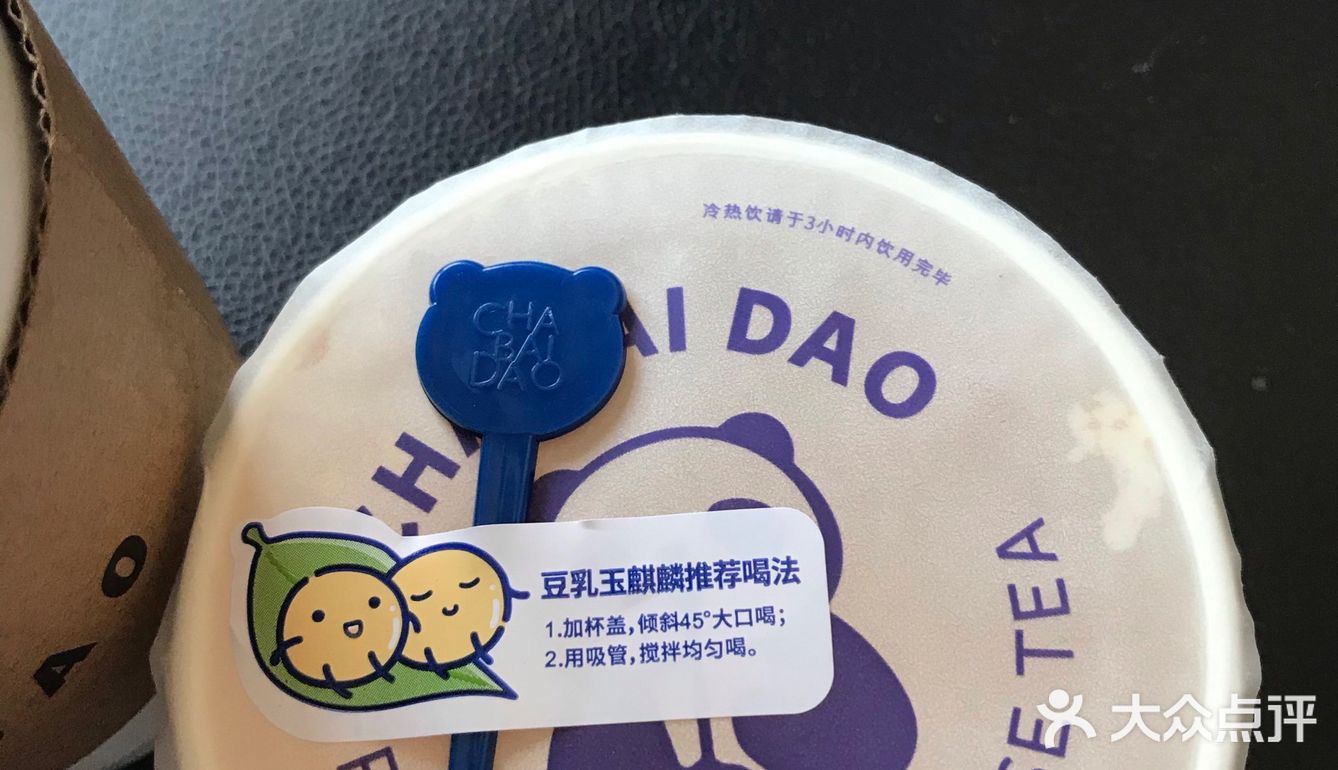 冷热饮请于3小时内饮用完毕
CHA
BAI
DAO
AI DAO
豆乳玉麒麟推荐喝法
1.加杯盖,倾斜45°大口喝;
2.用吸管,搅拌均匀喝。
SE TEA
AO
大众点评